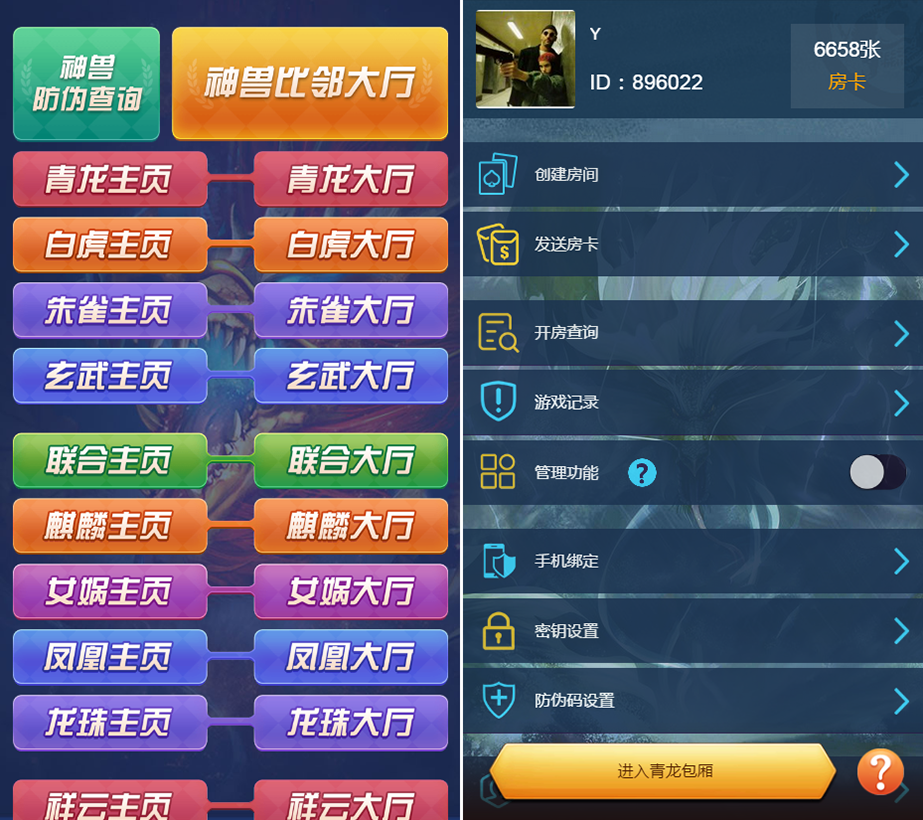 神兽
防伪查询
神兽比邻大厅
青龙主页
青龙大厅
白虎主页
白虎大厅
朱雀主页
朱雀大厅
玄武主页
玄武大厅
联合主页
联合大厅
麒麟主页
麒麟大厅
女娲主页
女娲大厅
凤凰主页
凤凰大厅
龙珠主页
龙珠大厅
祥云主页
祥云大厅
Y
ID：896022
6658张
房卡
创建房间
发送房卡
开房查询
游戏记录
管理功能
?
手机绑定
密钥设置
防伪码设置
进入青龙包厢
?